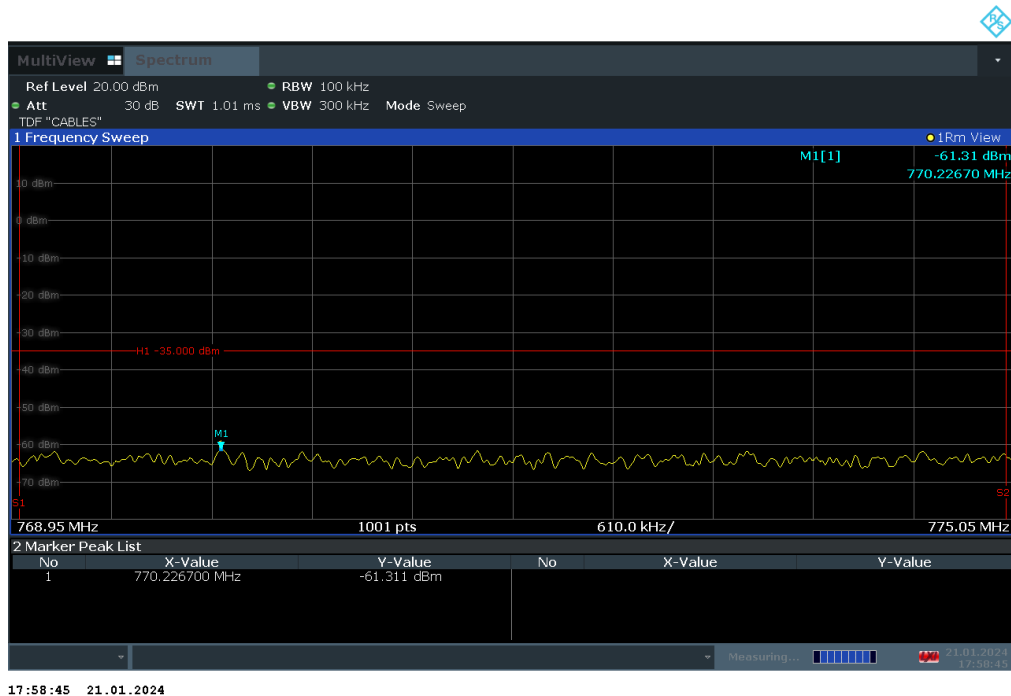 R&S
MultiView Spectrum
Ref Level 20.00 dBm RBW 100 kHz
Att 30 dB SWT 1.01 ms VBW 300 kHz Mode Sweep
TDF "CABLES"
1 Frequency Sweep 1Rm View
M1[1] -61.31 dBm
770.22670 MHz
10 dBm
0 dBm
-10 dBm
-20 dBm
-30 dBm
H1 -35.000 dBm
-40 dBm
-50 dBm
M1
-60 dBm
-70 dBm
S2
S1
768.95 MHz 1001 pts 610.0 kHz/ 775.05 MHz
2 Marker Peak List
No X-Value Y-Value No X-Value Y-Value
1 770.226700 MHz -61.311 dBm
Measuring... 21.01.2024
17:58:45
17:58:45 21.01.2024